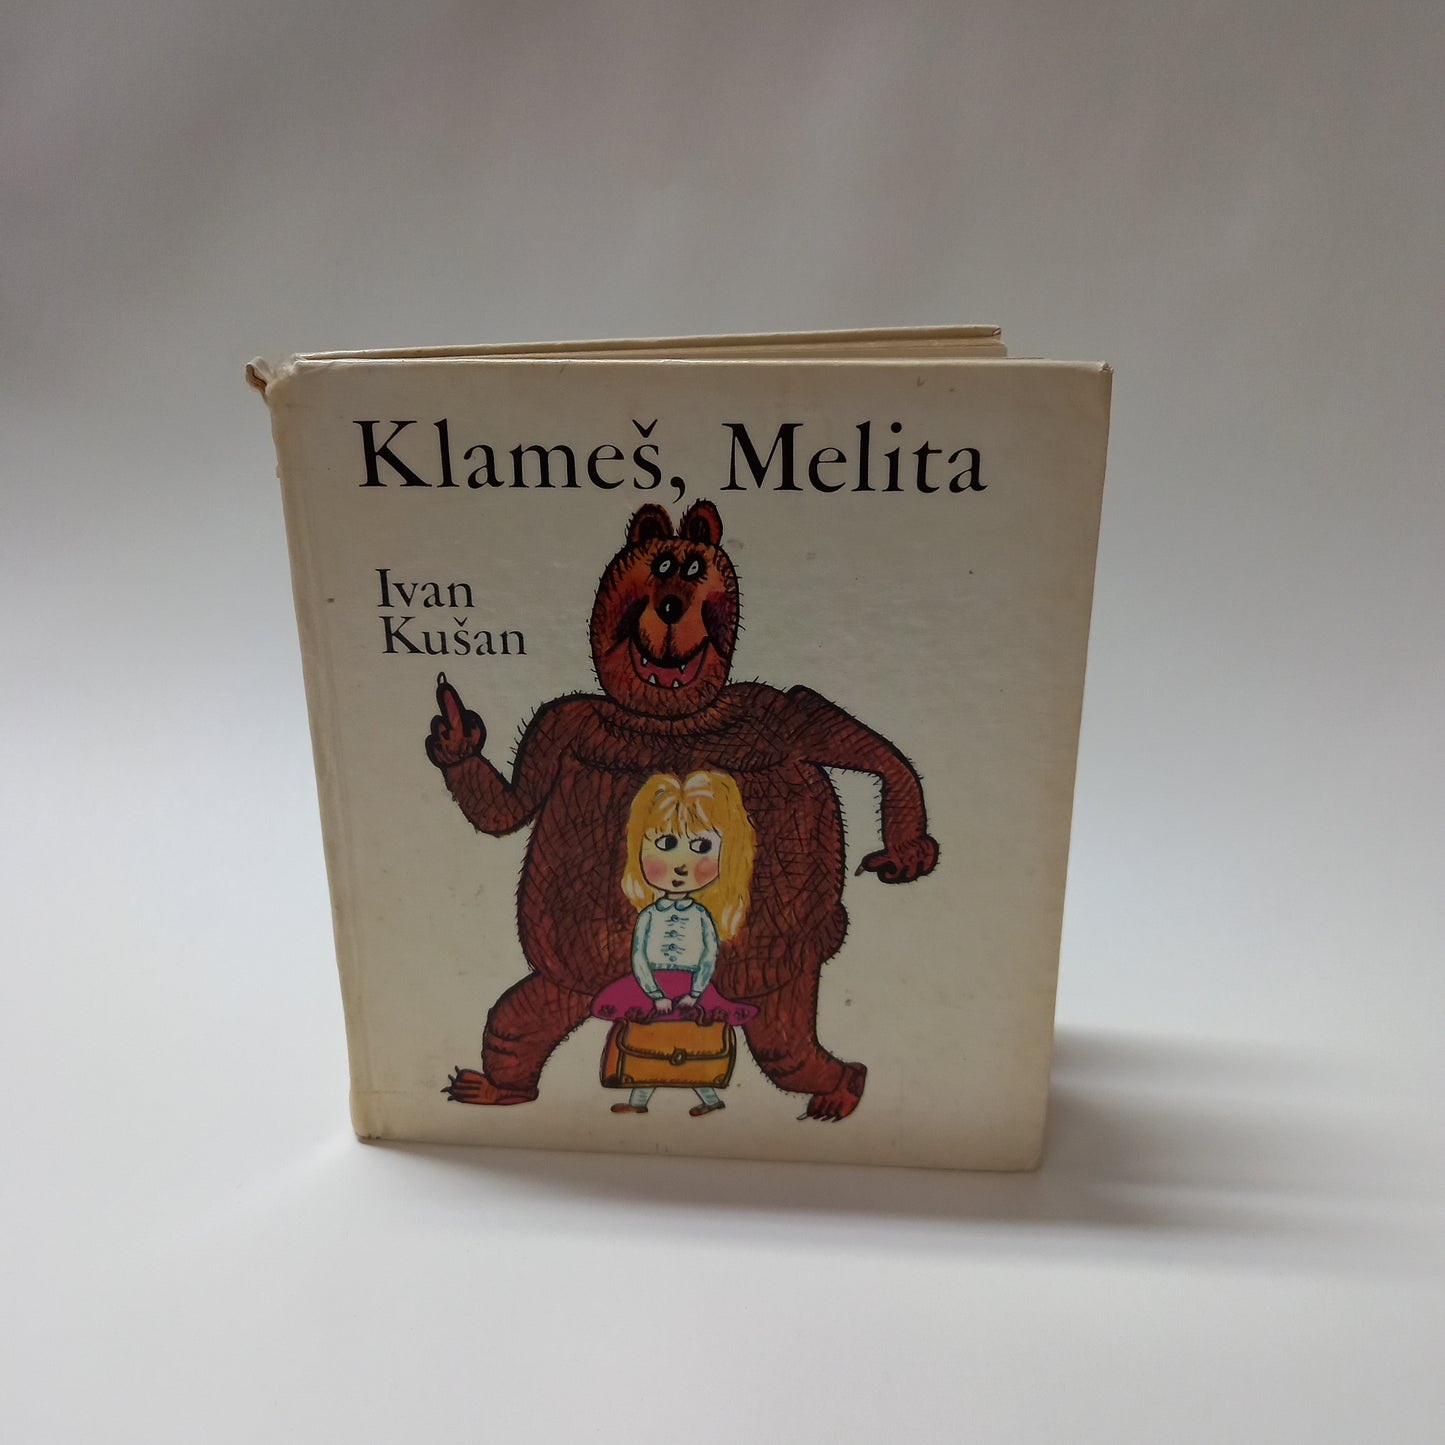 Klameš, Melita
Ivan
Kušan